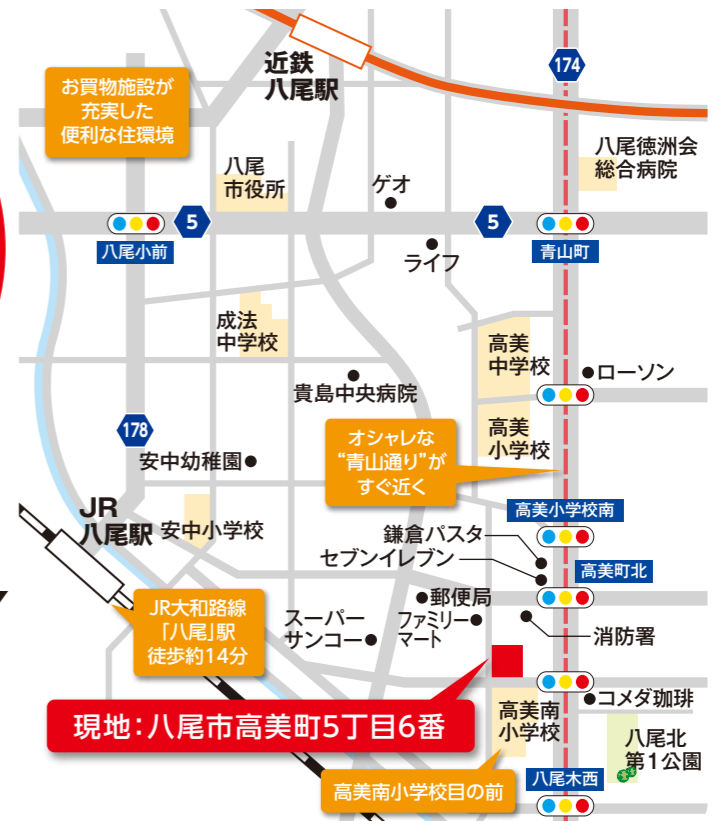 近鉄
八尾駅
174
お買物施設が
充実した
便利な住環境
八尾徳洲会
総合病院
八尾
市役所
ゲオ
5
5
八尾小前
ライフ
青山町
成法
中学校
高美
中学校
ローソン
貴島中央病院
178
オシャレな
“青山通り”が
すぐ近く
高美
小学校
安中幼稚園
JR
八尾駅
安中小学校
高美小学校南
鎌倉パスタ
セブンイレブン
高美町北
JR大和路線
「八尾」駅
徒歩約14分
郵便局
スーパー
サンコー
ファミリー
マート
消防署
現地:八尾市高美町5丁目6番
高美南
小学校
コメダ珈琲
八尾北
第1公園
高美南小学校目の前
八尾木西